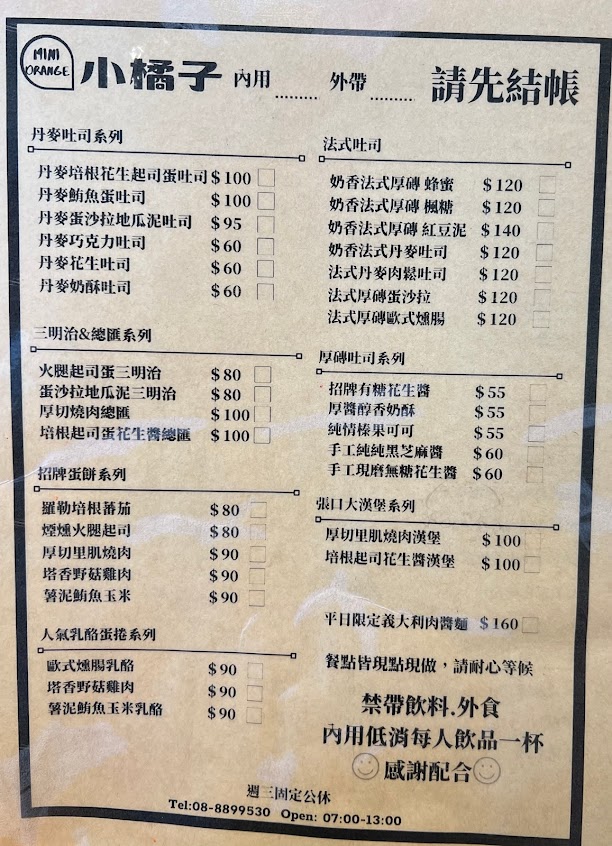 MINI
ORANGE
小橘子 內用 ........ 外帶 ........ 請先結帳
丹麥吐司系列
丹麥培根花生起司蛋吐司 $100
丹麥鮪魚蛋吐司 $100
丹麥蛋沙拉地瓜泥吐司 $95
丹麥巧克力吐司 $60
丹麥花生吐司 $60
丹麥奶酥吐司 $60
三明治&總匯系列
火腿起司蛋三明治 $80
蛋沙拉地瓜泥三明治 $80
厚切燒肉總匯 $100
培根起司蛋花生醬總匯 $100
招牌蛋餅系列
羅勒培根蕃茄 $80
煙燻火腿起司 $80
厚切里肌燒肉 $90
塔香野菇雞肉 $90
薯泥鮪魚玉米 $90
人氣乳酪蛋捲系列
歐式燻腸乳酪 $90
塔香野菇雞肉 $90
薯泥鮪魚玉米乳酪 $90
法式吐司
奶香法式厚磚 蜂蜜 $120
奶香法式厚磚 楓糖 $120
奶香法式厚磚 紅豆泥 $140
奶香法式丹麥吐司 $120
法式丹麥肉鬆吐司 $120
法式厚磚蛋沙拉 $120
法式厚磚歐式燻腸 $120
厚磚吐司系列
招牌有糖花生醬 $55
厚醬醇香奶酥 $55
純情榛果可可 $55
手工純純黑芝麻醬 $60
手工現磨無糖花生醬 $60
張口大漢堡系列
厚切里肌燒肉漢堡 $100
培根起司花生醬漢堡 $100
平日限定義大利肉醬麵 $160
餐點皆現點現做，請耐心等候
禁帶飲料.外食
內用低消每人飲品一杯
感謝配合
週三固定公休
Tel:08-8899530 Open: 07:00-13:00